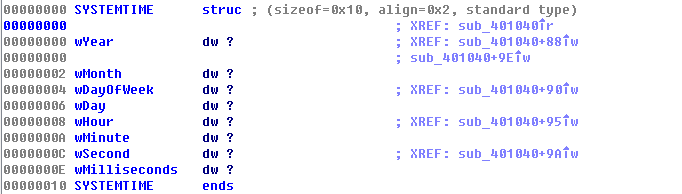 00000000 SYSTEMTIME struc ; (sizeof=0x10, align=0x2, standard type)
00000000 ; XREF: sub_401040↑r
00000000 wYear dw ? ; XREF: sub_401040+88↑w
00000000 ; sub_401040+9E↑w
00000002 wMonth dw ?
00000004 wDayOfWeek dw ? ; XREF: sub_401040+90↑w
00000006 wDay dw ?
00000008 wHour dw ? ; XREF: sub_401040+95↑w
0000000A wMinute dw ?
0000000C wSecond dw ? ; XREF: sub_401040+9A↑w
0000000E wMilliseconds dw ?
00000010 SYSTEMTIME ends